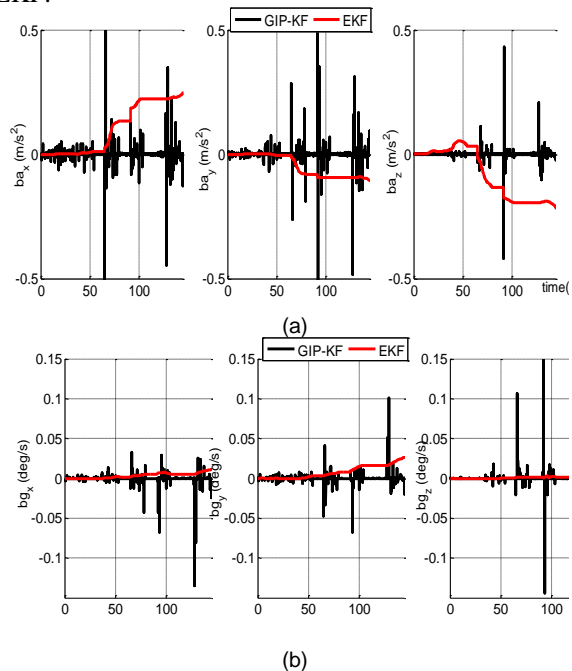 EKF.
(a)
GIP-KF EKF
ba_x (m/s²)
0.5
0
-0.5
0 50 100
ba_y (m/s²)
0.5
0
-0.5
0 50 100
ba_z (m/s²)
0.5
0
-0.5
0 50 100
time(
(a)
GIP-KF EKF
bg_x (deg/s)
0.15
0.1
0.05
0
-0.05
-0.1
0 50 100
bg_y (deg/s)
0.15
0.1
0.05
0
-0.05
-0.1
0 50 100
bg_z (deg/s)
0.15
0.1
0.05
0
-0.05
-0.1
0 50 100
(b)